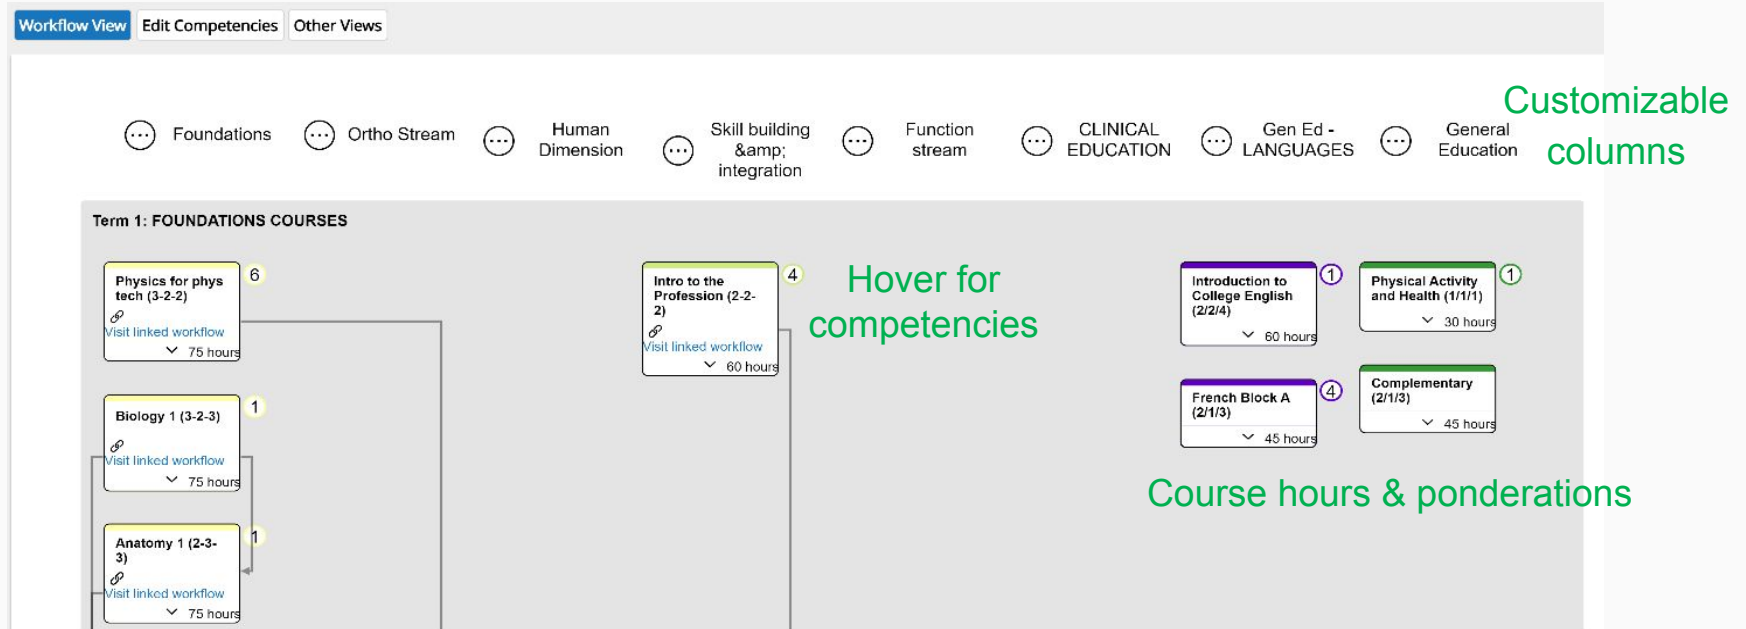 Workflow View Edit Competencies Other Views
Customizable
columns
Foundations
Ortho Stream
Human
Dimension
Skill building
&amp;
integration
Function
stream
CLINICAL
EDUCATION
Gen Ed -
LANGUAGES
General
Education
Term 1: FOUNDATIONS COURSES
Physics for phys
tech (3-2-2)
6
Visit linked workflow
75 hours
Intro to the
Profession (2-2-
2)
4
Visit linked workflow
60 hours
Hover for
competencies
Introduction to
College English
(2/2/4)
1
60 hours
Physical Activity
and Health (1/1/1)
1
30 hours
Biology 1 (3-2-3)
1
Visit linked workflow
75 hours
French Block A
(2/1/3)
4
45 hours
Complementary
(2/1/3)
45 hours
Course hours & ponderations
Anatomy 1 (2-3-
3)
1
Visit linked workflow
75 hours